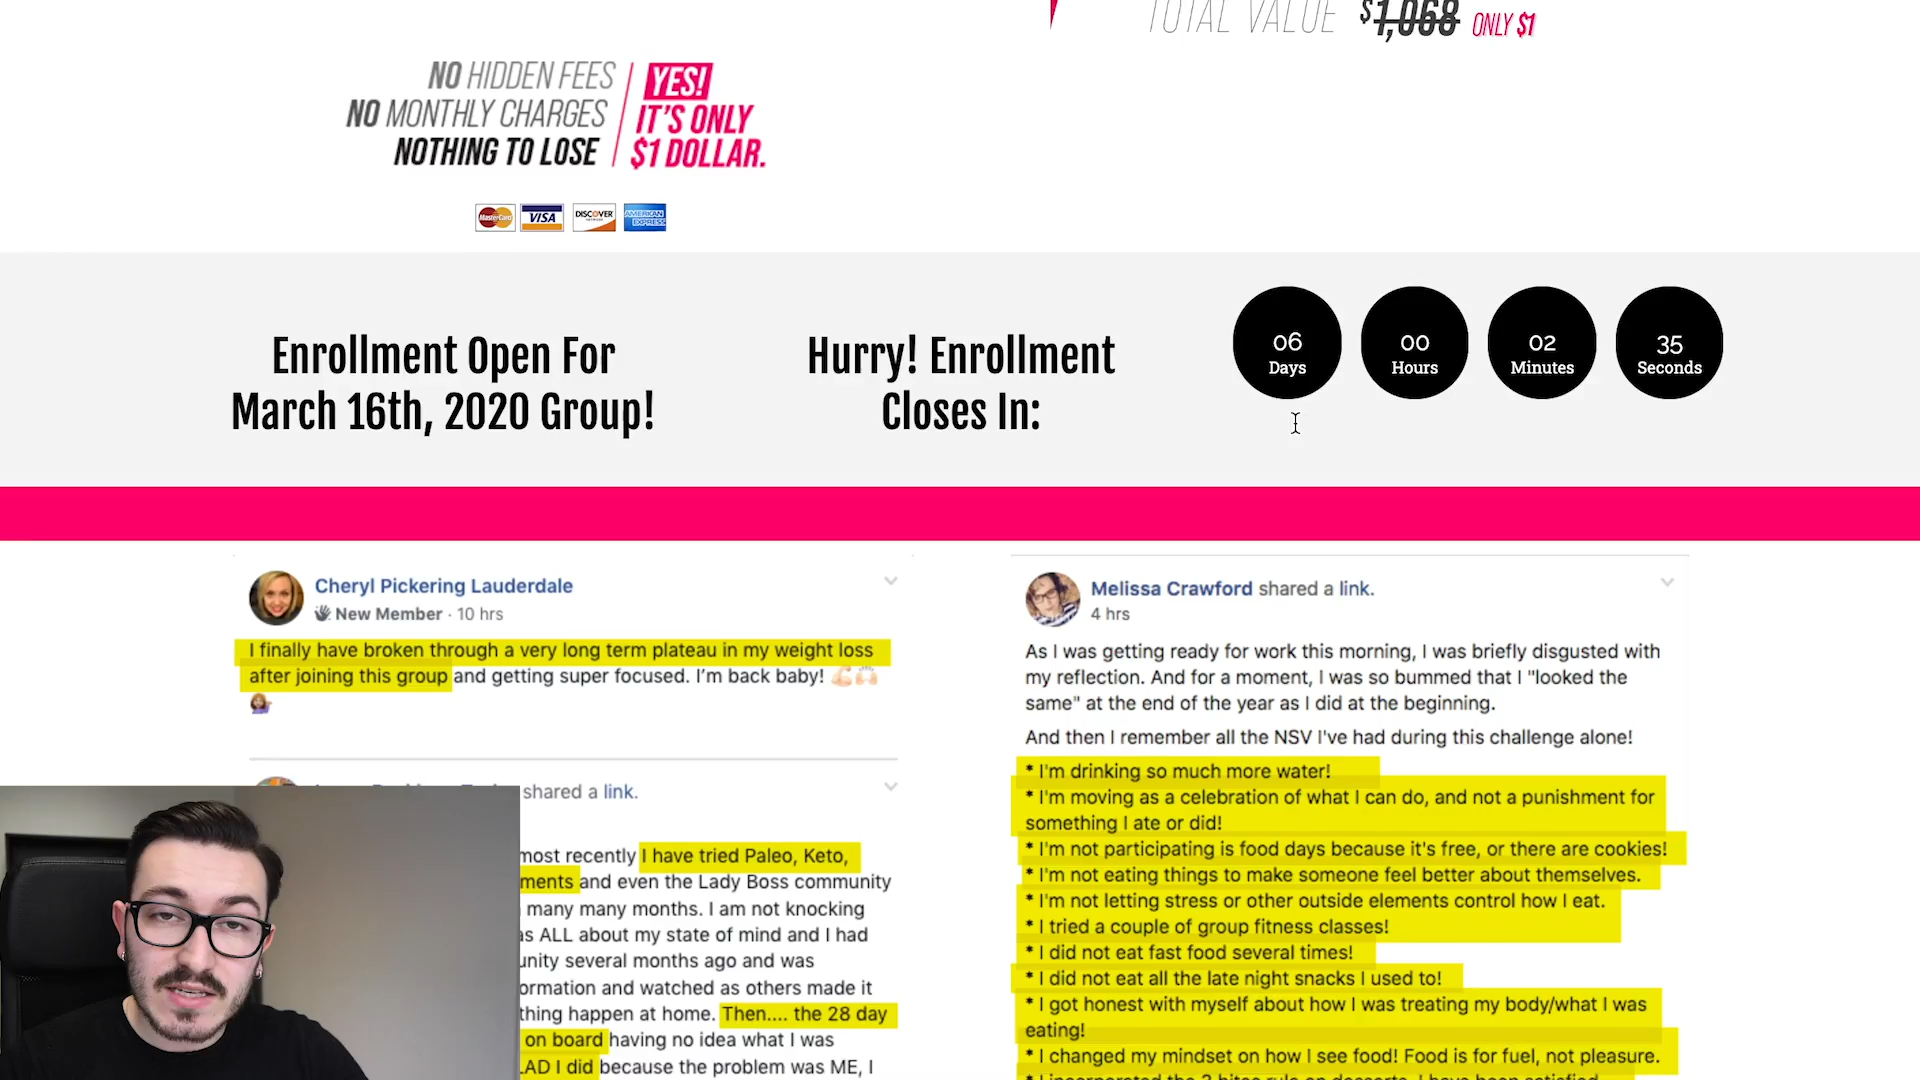 TOTAL VALUE $1,068 ONLY $1
NO HIDDEN FEES
NO MONTHLY CHARGES
NOTHING TO LOSE
YES!
IT'S ONLY
$1 DOLLAR.
MasterCard VISA DISCOVER AMERICAN EXPRESS
Enrollment Open For
March 16th, 2020 Group!
Hurry! Enrollment
Closes In:
06 00 02 35
Days Hours Minutes Seconds
Cheryl Pickering Lauderdale
New Member · 10 hrs
I finally have broken through a very long term plateau in my weight loss
after joining this group and getting super focused. I'm back baby! 💪🏻🙌🏻
💁🏽‍♀️
shared a link.
most recently I have tried Paleo, Keto,
ments and even the Lady Boss community
many many months. I am not knocking
as ALL about my state of mind and I had
unity several months ago and was
ormation and watched as others made it
thing happen at home. Then.... the 28 day
on board having no idea what I was
LAD I did because the problem was ME, I
Melissa Crawford shared a link.
4 hrs
As I was getting ready for work this morning, I was briefly disgusted with
my reflection. And for a moment, I was so bummed that I "looked the
same" at the end of the year as I did at the beginning.
And then I remember all the NSV I've had during this challenge alone!
* I'm drinking so much more water!
* I'm moving as a celebration of what I can do, and not a punishment for
something I ate or did!
* I'm not participating is food days because it's free, or there are cookies!
* I'm not eating things to make someone feel better about themselves.
* I'm not letting stress or other outside elements control how I eat.
* I tried a couple of group fitness classes!
* I did not eat fast food several times!
* I did not eat all the late night snacks I used to!
* I got honest with myself about how I was treating my body/what I was
eating!
* I changed my mindset on how I see food! Food is for fuel, not pleasure.
* I incorporated the 3 bites rule on desserts. I have been satisfied